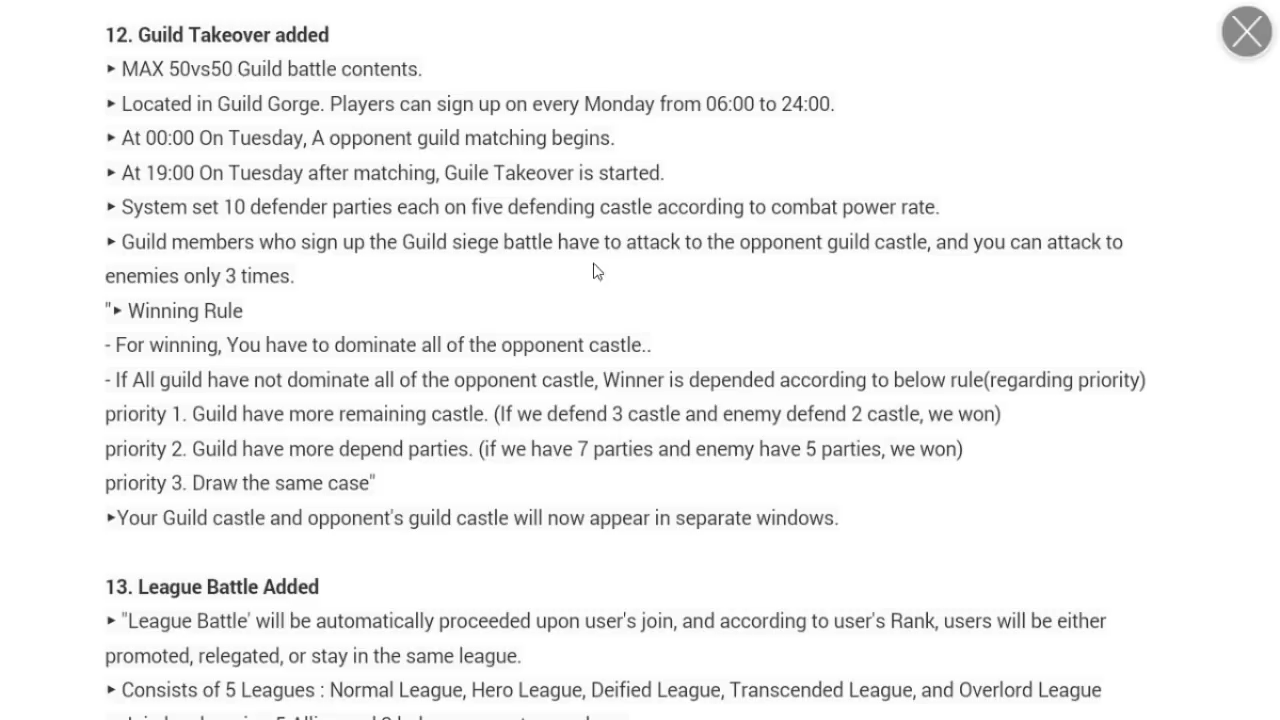 12. Guild Takeover added
▸ MAX 50vs50 Guild battle contents.
▸ Located in Guild Gorge. Players can sign up on every Monday from 06:00 to 24:00.
▸ At 00:00 On Tuesday, A opponent guild matching begins.
▸ At 19:00 On Tuesday after matching, Guile Takeover is started.
▸ System set 10 defender parties each on five defending castle according to combat power rate.
▸ Guild members who sign up the Guild siege battle have to attack to the opponent guild castle, and you can attack to
enemies only 3 times.
"▸ Winning Rule
- For winning, You have to dominate all of the opponent castle..
- If All guild have not dominate all of the opponent castle, Winner is depended according to below rule(regarding priority)
priority 1. Guild have more remaining castle. (If we defend 3 castle and enemy defend 2 castle, we won)
priority 2. Guild have more depend parties. (if we have 7 parties and enemy have 5 parties, we won)
priority 3. Draw the same case"
▸Your Guild castle and opponent's guild castle will now appear in separate windows.
13. League Battle Added
▸ "League Battle' will be automatically proceeded upon user's join, and according to user's Rank, users will be either
promoted, relegated, or stay in the same league.
▸ Consists of 5 Leagues : Normal League, Hero League, Deified League, Transcended League, and Overlord League